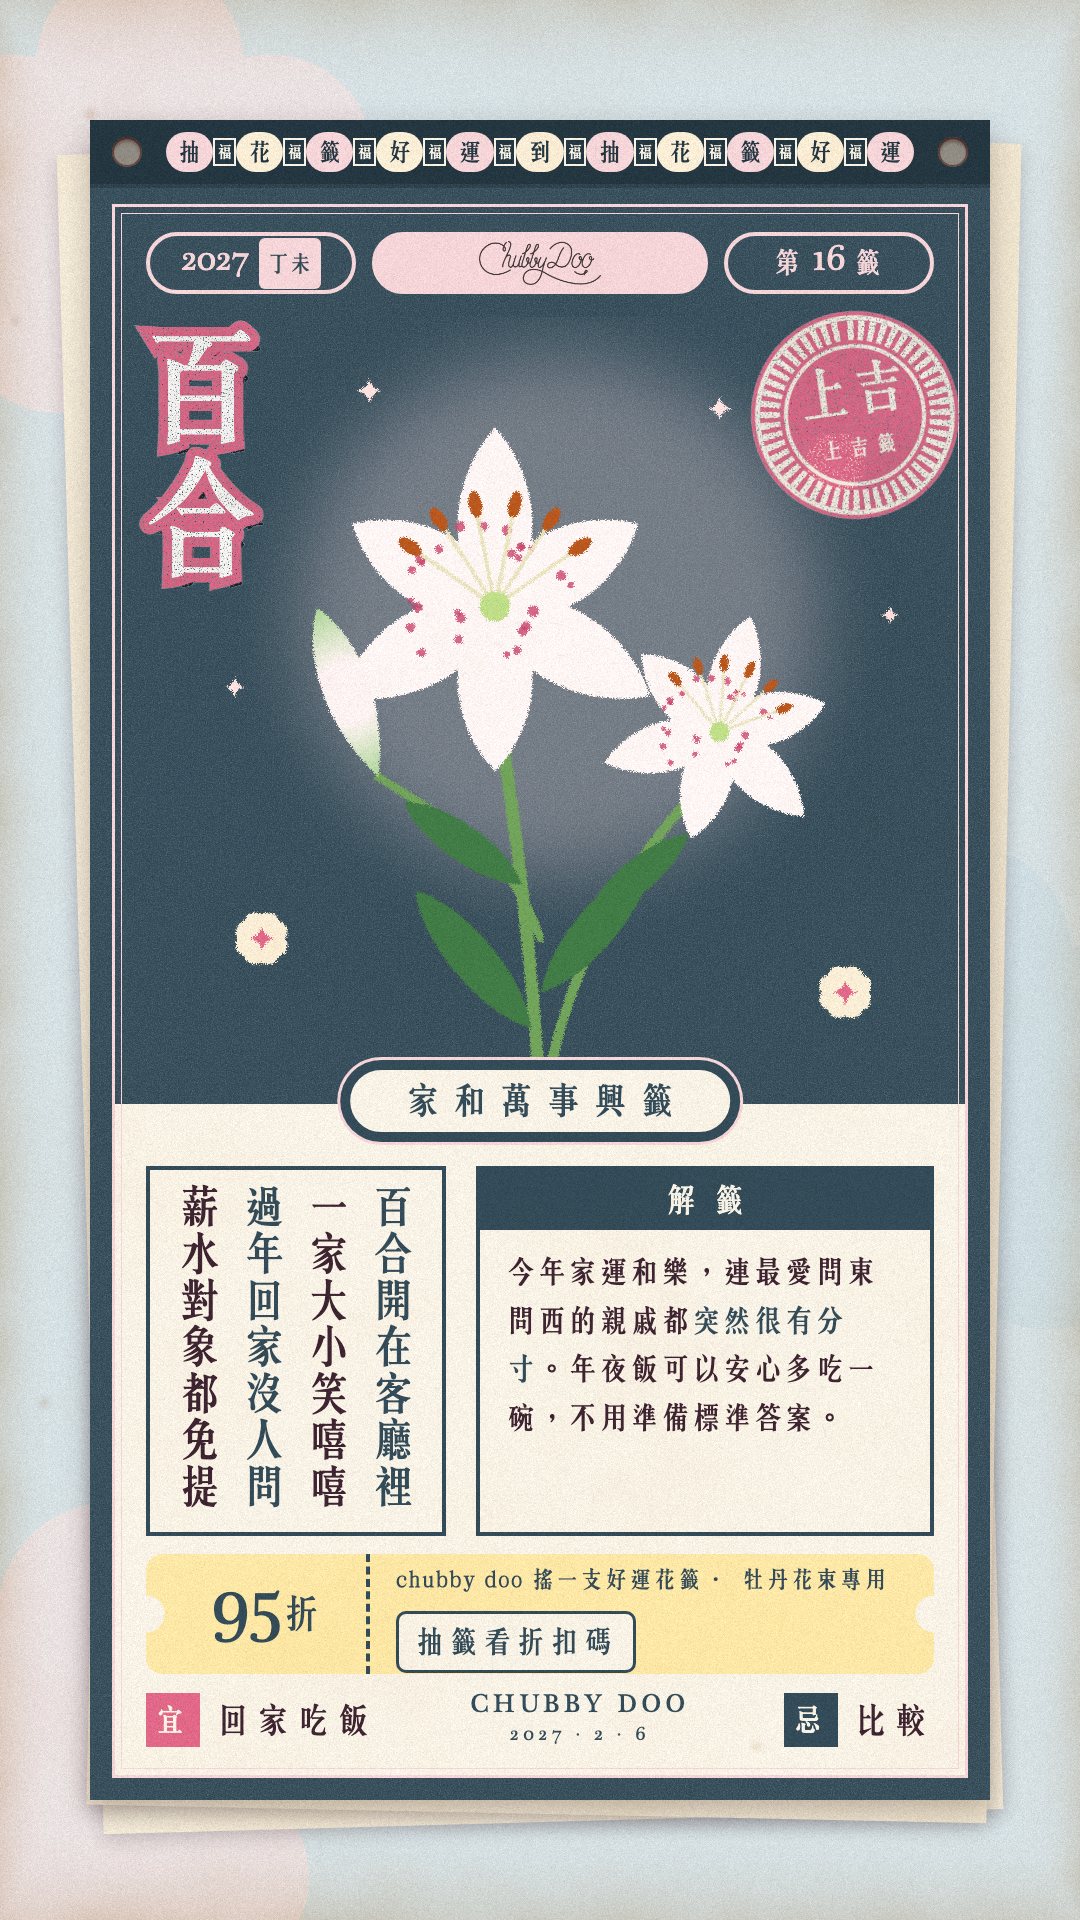 抽福花福籤福好福運福到福抽福花福籤福好福運
2027 丁未
Chubby Doo
第 16 籤
百合
上吉
上吉籤
家和萬事興籤
百合開在客廳裡
一家大小笑嘻嘻
過年回家沒人問
薪水對象都免提
解籤
今年家運和樂，連最愛問東
問西的親戚都突然很有分
寸。年夜飯可以安心多吃一
碗，不用準備標準答案。
95折
chubby doo 搖一支好運花籤・ 牡丹花束專用
抽籤看折扣碼
宜 回家吃飯
CHUBBY DOO
2027 · 2 · 6
忌 比較